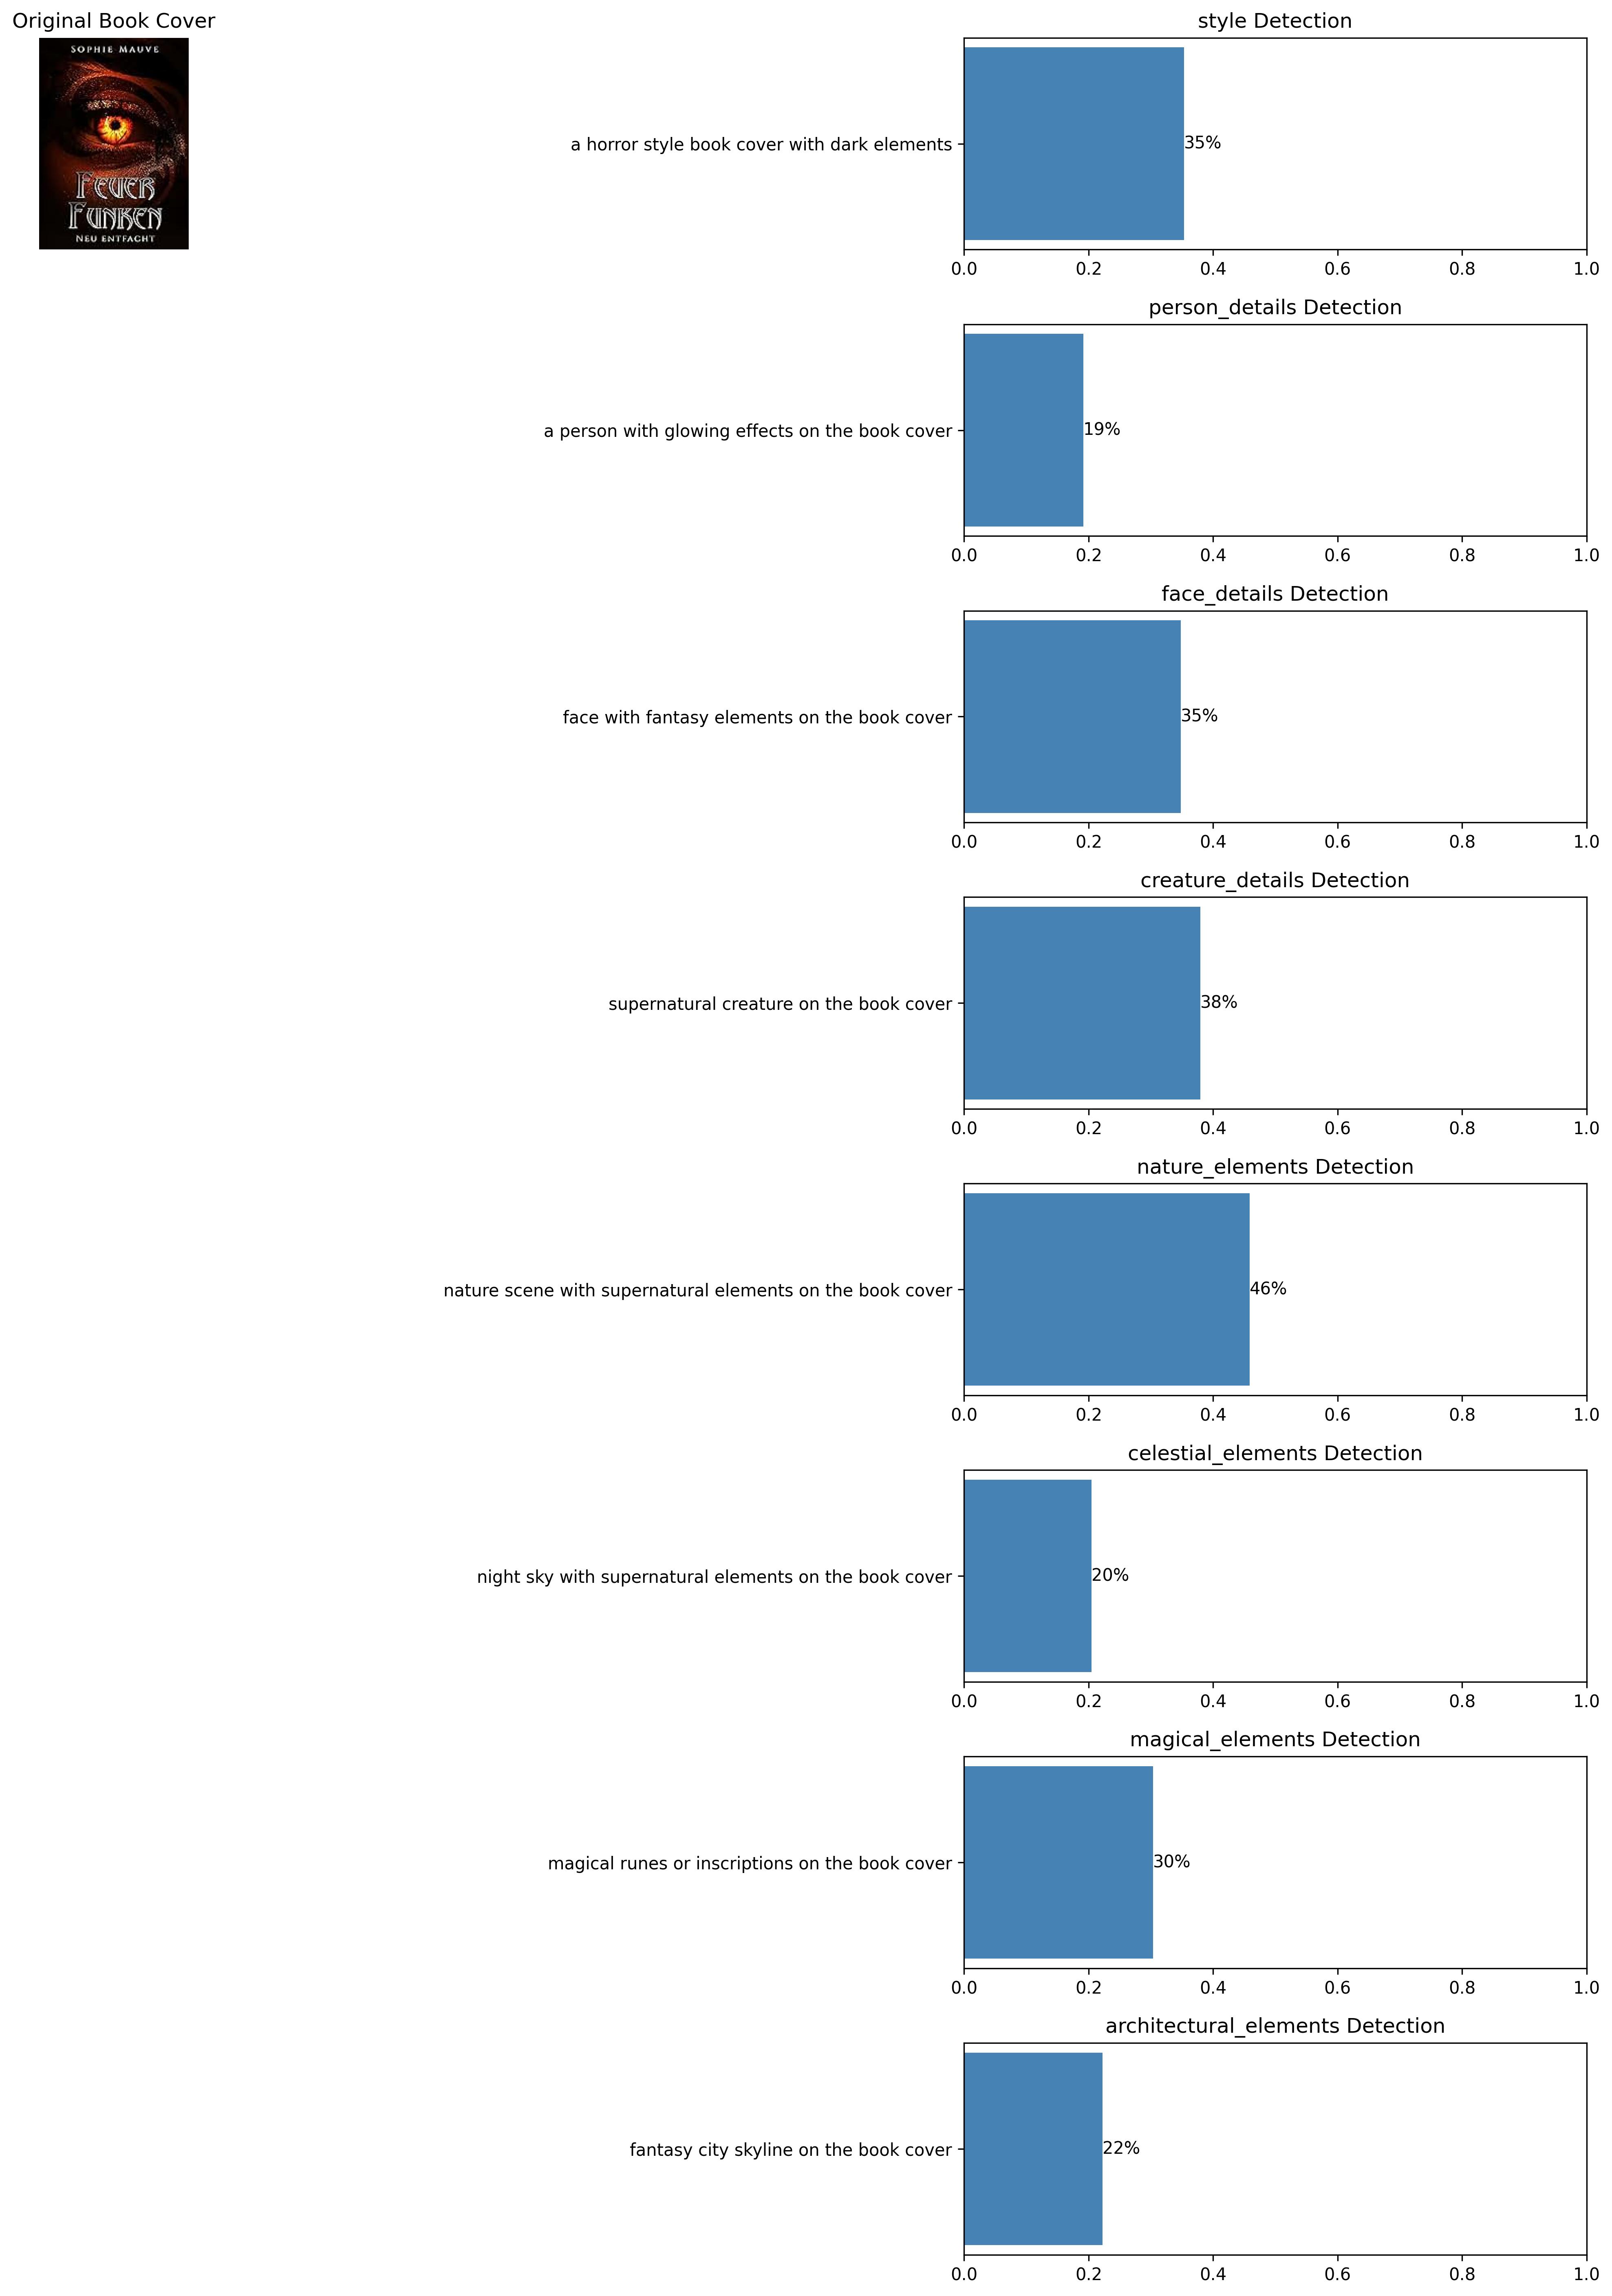 Original Book Cover
SOPHIE MAUVE
FEUER
FUNKEN
NEU ENTFACHT
style Detection
a horror style book cover with dark elements
35%
0.0 0.2 0.4 0.6 0.8 1.0
person_details Detection
a person with glowing effects on the book cover
19%
0.0 0.2 0.4 0.6 0.8 1.0
face_details Detection
face with fantasy elements on the book cover
35%
0.0 0.2 0.4 0.6 0.8 1.0
creature_details Detection
supernatural creature on the book cover
38%
0.0 0.2 0.4 0.6 0.8 1.0
nature_elements Detection
nature scene with supernatural elements on the book cover
46%
0.0 0.2 0.4 0.6 0.8 1.0
celestial_elements Detection
night sky with supernatural elements on the book cover
20%
0.0 0.2 0.4 0.6 0.8 1.0
magical_elements Detection
magical runes or inscriptions on the book cover
30%
0.0 0.2 0.4 0.6 0.8 1.0
architectural_elements Detection
fantasy city skyline on the book cover
22%
0.0 0.2 0.4 0.6 0.8 1.0